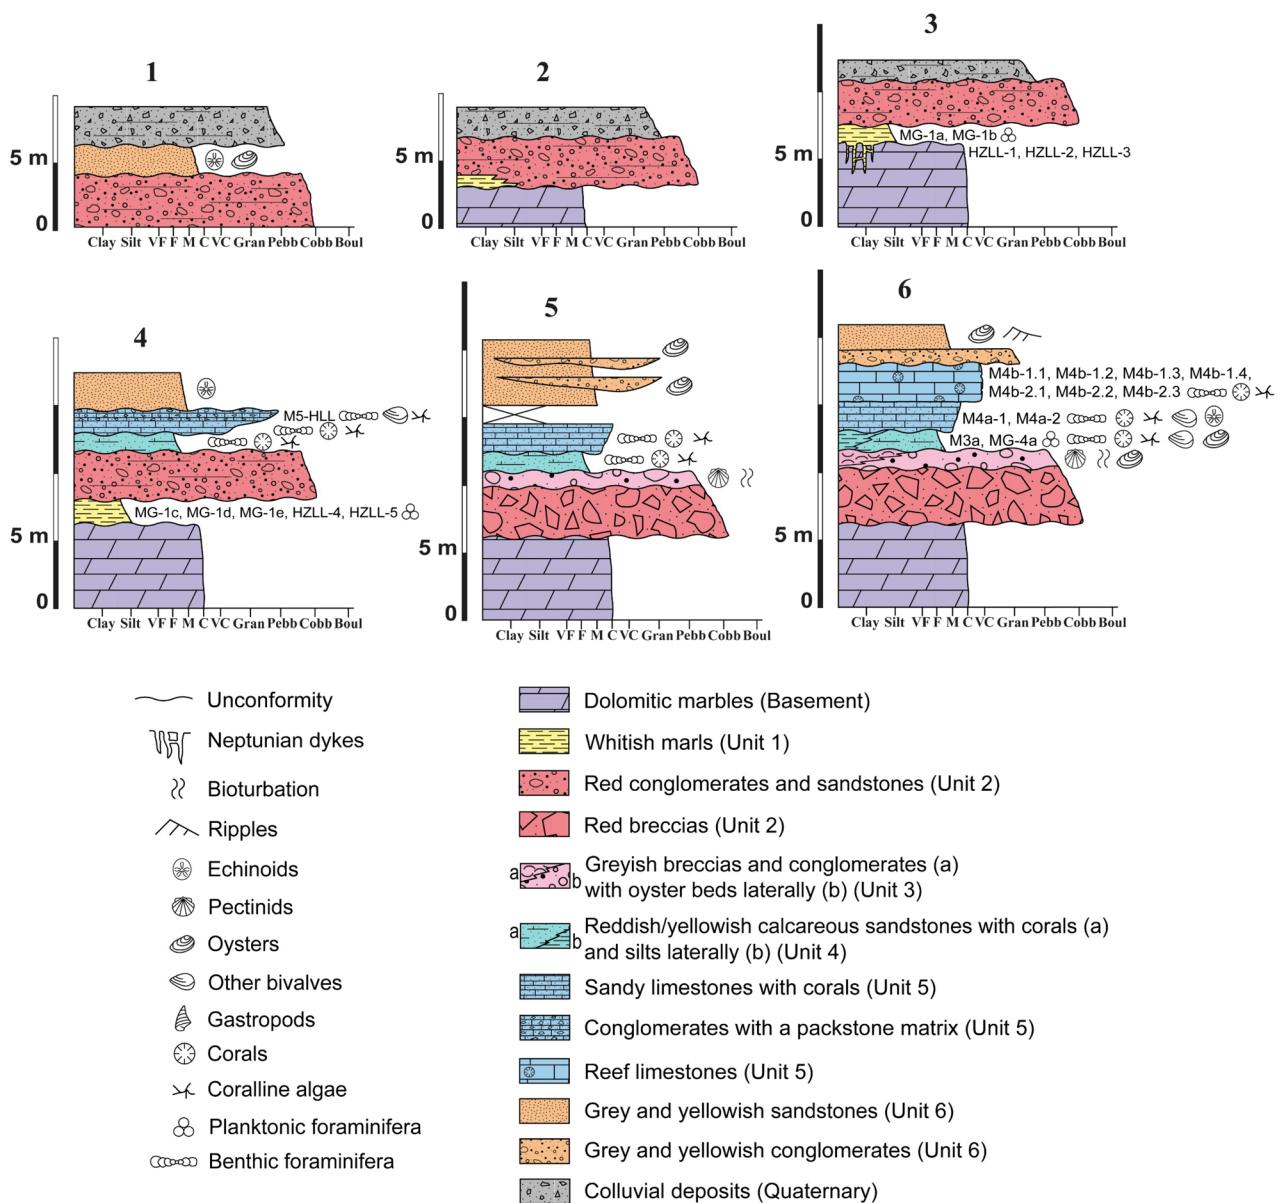 1
5 m
0
Clay Silt VF F M C VC Gran Pebb Cobb Boul
2
5 m
0
Clay Silt VF F M C VC Gran Pebb Cobb Boul
3
MG-1a, MG-1b
HZLL-1, HZLL-2, HZLL-3
5 m
0
Clay Silt VF F M C VC Gran Pebb Cobb Boul
4
M5-HLL
MG-1c, MG-1d, MG-1e, HZLL-4, HZLL-5
5 m
0
Clay Silt VF F M C VC Gran Pebb Cobb Boul
5
5 m
0
Clay Silt VF F M C VC Gran Pebb Cobb Boul
6
M4b-1.1, M4b-1.2, M4b-1.3, M4b-1.4,
M4b-2.1, M4b-2.2, M4b-2.3
M4a-1, M4a-2
M3a, MG-4a
5 m
0
Clay Silt VF F M C VC Gran Pebb Cobb Boul
Unconformity
Neptunian dykes
Bioturbation
Ripples
Echinoids
Pectinids
Oysters
Other bivalves
Gastropods
Corals
Coralline algae
Planktonic foraminifera
Benthic foraminifera
Dolomitic marbles (Basement)
Whitish marls (Unit 1)
Red conglomerates and sandstones (Unit 2)
Red breccias (Unit 2)
a b Greyish breccias and conglomerates (a)
with oyster beds laterally (b) (Unit 3)
a b Reddish/yellowish calcareous sandstones with corals (a)
and silts laterally (b) (Unit 4)
Sandy limestones with corals (Unit 5)
Conglomerates with a packstone matrix (Unit 5)
Reef limestones (Unit 5)
Grey and yellowish sandstones (Unit 6)
Grey and yellowish conglomerates (Unit 6)
Colluvial deposits (Quaternary)